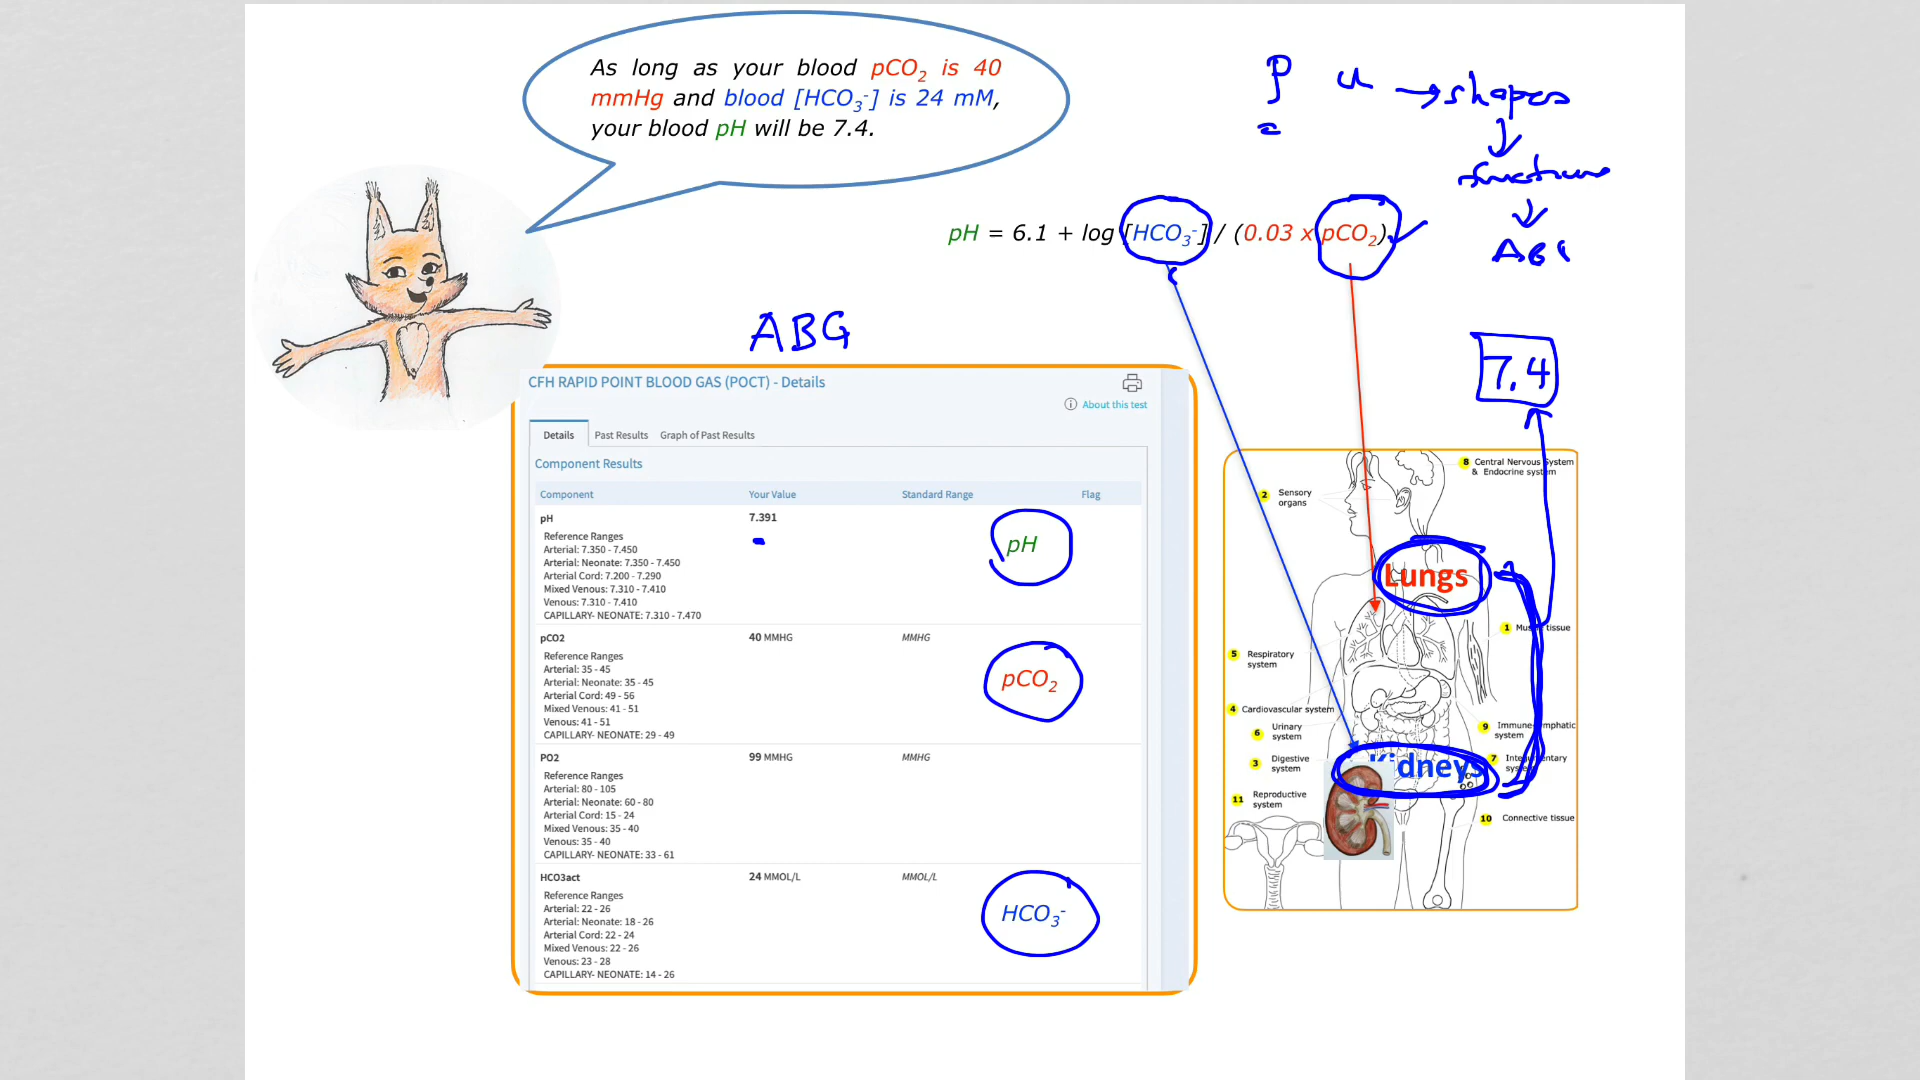 As long as your blood pCO₂ is 40
mmHg and blood [HCO₃⁻] is 24 mM,
your blood pH will be 7.4.
→ shapes
functions
pH = 6.1 + log [HCO₃⁻] / (0.03 x pCO₂)
ABG
7.4
CFH RAPID POINT BLOOD GAS (POCT) - Details
About this test
Details Past Results Graph of Past Results
Component Results
Component Your Value Standard Range Flag
pH 7.391
Reference Ranges
Arterial: 7.350 - 7.450
Arterial: Neonate: 7.350 - 7.450
Arterial Cord: 7.200 - 7.290
Mixed Venous: 7.310 - 7.410
Venous: 7.310 - 7.410
CAPILLARY- NEONATE: 7.310 - 7.470
pH
pCO2 40 MMHG MMHG
Reference Ranges
Arterial: 35 - 45
Arterial: Neonate: 35 - 45
Arterial Cord: 49 - 56
Mixed Venous: 41 - 51
Venous: 41 - 51
CAPILLARY- NEONATE: 29 - 49
pCO₂
PO2 99 MMHG MMHG
Reference Ranges
Arterial: 80 - 105
Arterial: Neonate: 60 - 80
Arterial Cord: 15 - 24
Mixed Venous: 35 - 40
Venous: 35 - 40
CAPILLARY- NEONATE: 33 - 61
HCO3act 24 MMOL/L MMOL/L
Reference Ranges
Arterial: 22 - 26
Arterial: Neonate: 18 - 26
Arterial Cord: 22 - 24
Mixed Venous: 22 - 26
Venous: 23 - 28
CAPILLARY- NEONATE: 14 - 26
HCO₃⁻
8 Central Nervous System
& Endocrine system
2 Sensory
organs
Lungs
1 Muscle tissue
5 Respiratory
system
4 Cardiovascular system
6 Urinary
system
9 Immune-lymphatic
system
3 Digestive
system
7 Integumentary
system
Kidneys
11 Reproductive
system
10 Connective tissue